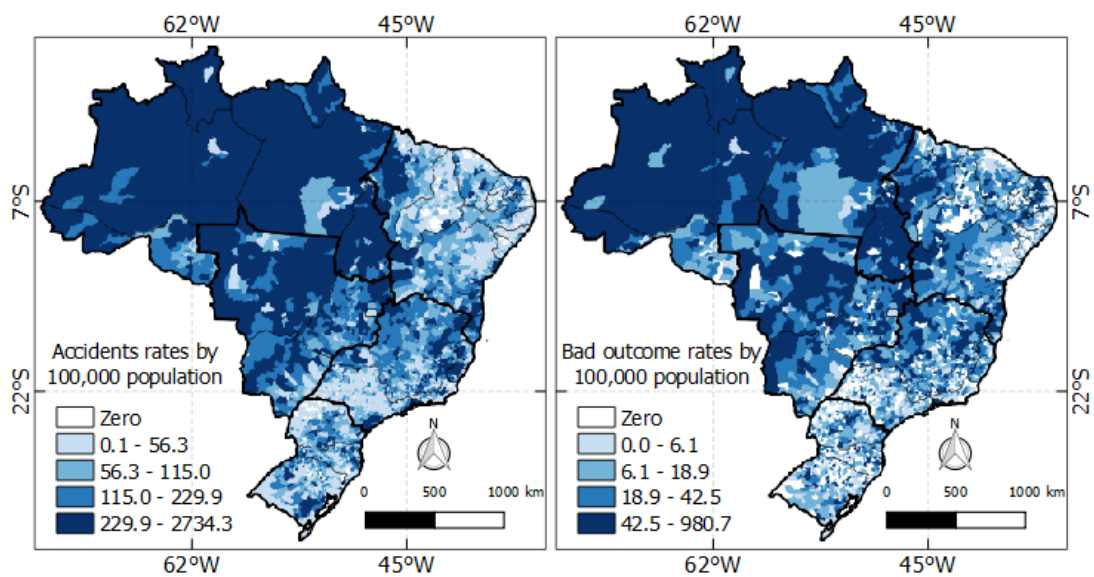 62°W 45°W 62°W 45°W
7°S 7°S
22°S 22°S
Accidents rates by
100,000 population
Zero
0.1 - 56.3
56.3 - 115.0
115.0 - 229.9
229.9 - 2734.3
N
0 500 1000 km
Bad outcome rates by
100,000 population
Zero
0.0 - 6.1
6.1 - 18.9
18.9 - 42.5
42.5 - 980.7
N
0 500 1000 km
62°W 45°W 62°W 45°W